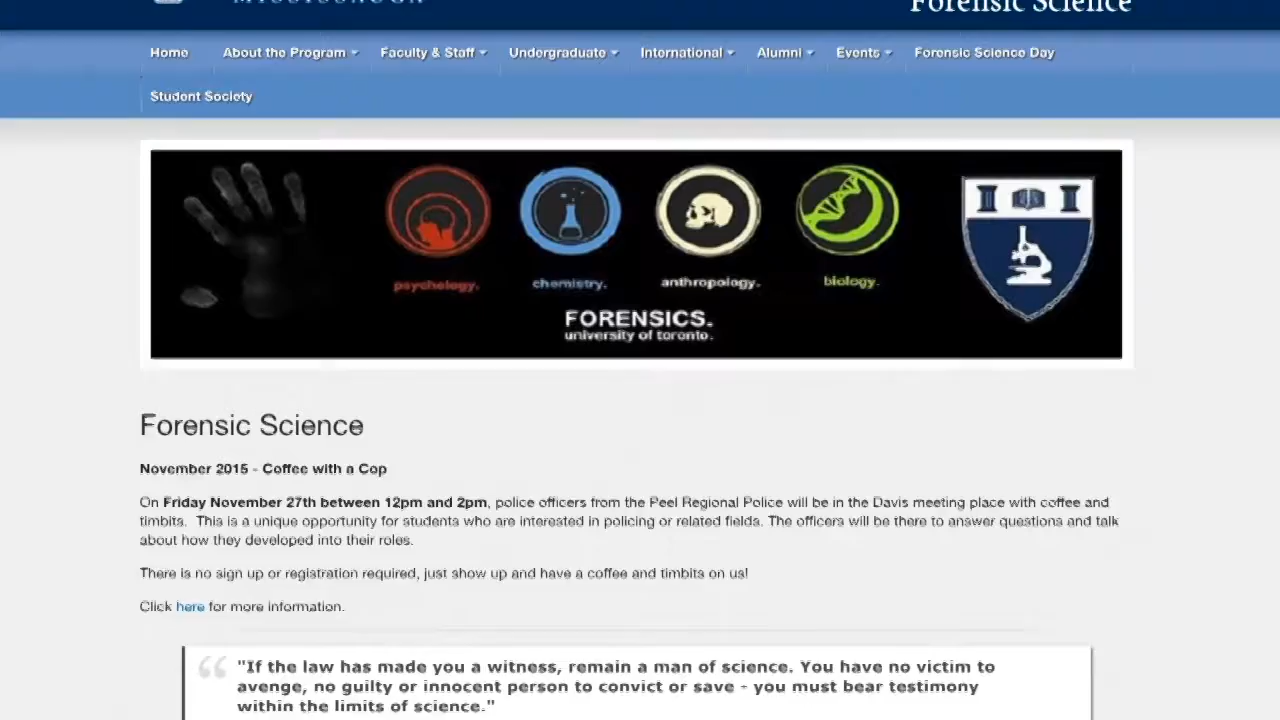 Forensic Science
Home About the Program Faculty & Staff Undergraduate International Alumni Events Forensic Science Day
Student Society
psychology. chemistry. anthropology. biology.
FORENSICS.
university of toronto.
Forensic Science
November 2015 - Coffee with a Cop
On Friday November 27th between 12pm and 2pm, police officers from the Peel Regional Police will be in the Davis meeting place with coffee and
timbits. This is a unique opportunity for students who are interested in policing or related fields. The officers will be there to answer questions and talk
about how they developed into their roles.
There is no sign up or registration required, just show up and have a coffee and timbits on us!
Click here for more information.
"If the law has made you a witness, remain a man of science. You have no victim to
avenge, no guilty or innocent person to convict or save - you must bear testimony
within the limits of science."